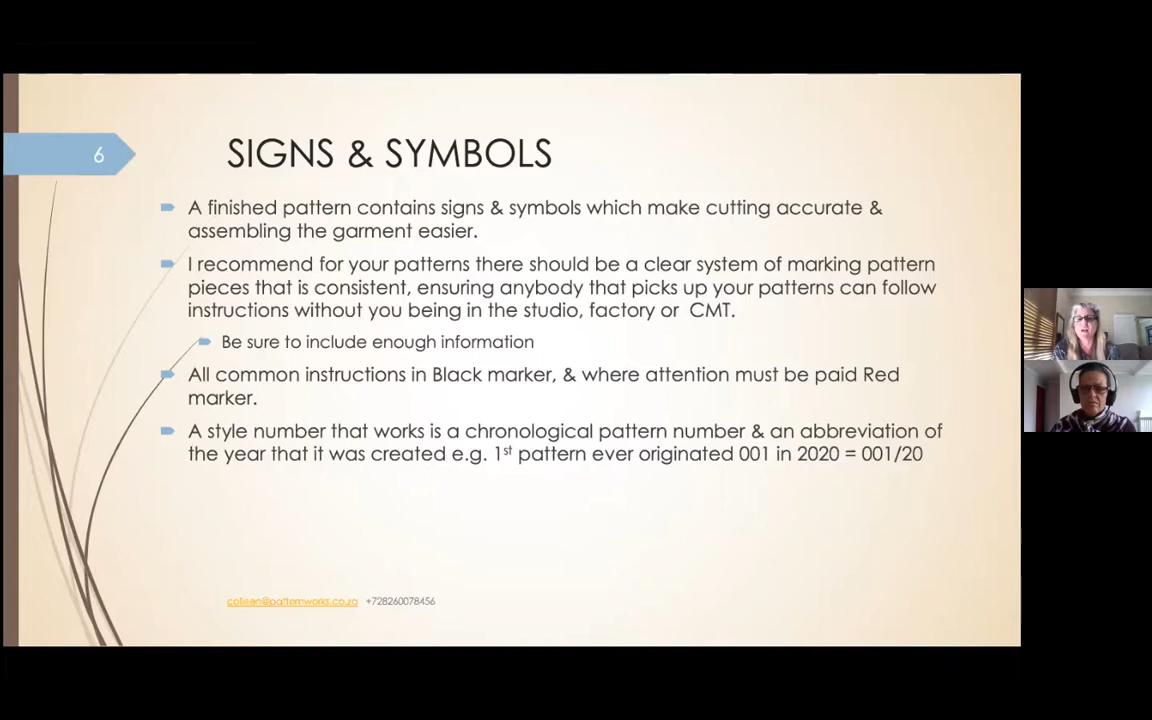 6
SIGNS & SYMBOLS
A finished pattern contains signs & symbols which make cutting accurate &
assembling the garment easier.
I recommend for your patterns there should be a clear system of marking pattern
pieces that is consistent, ensuring anybody that picks up your patterns can follow
instructions without you being in the studio, factory or CMT.
Be sure to include enough information
All common instructions in Black marker, & where attention must be paid Red
marker.
A style number that works is a chronological pattern number & an abbreviation of
the year that it was created e.g. 1st pattern ever originated 001 in 2020 = 001/20
colleen@patternworks.co.za +728260078456